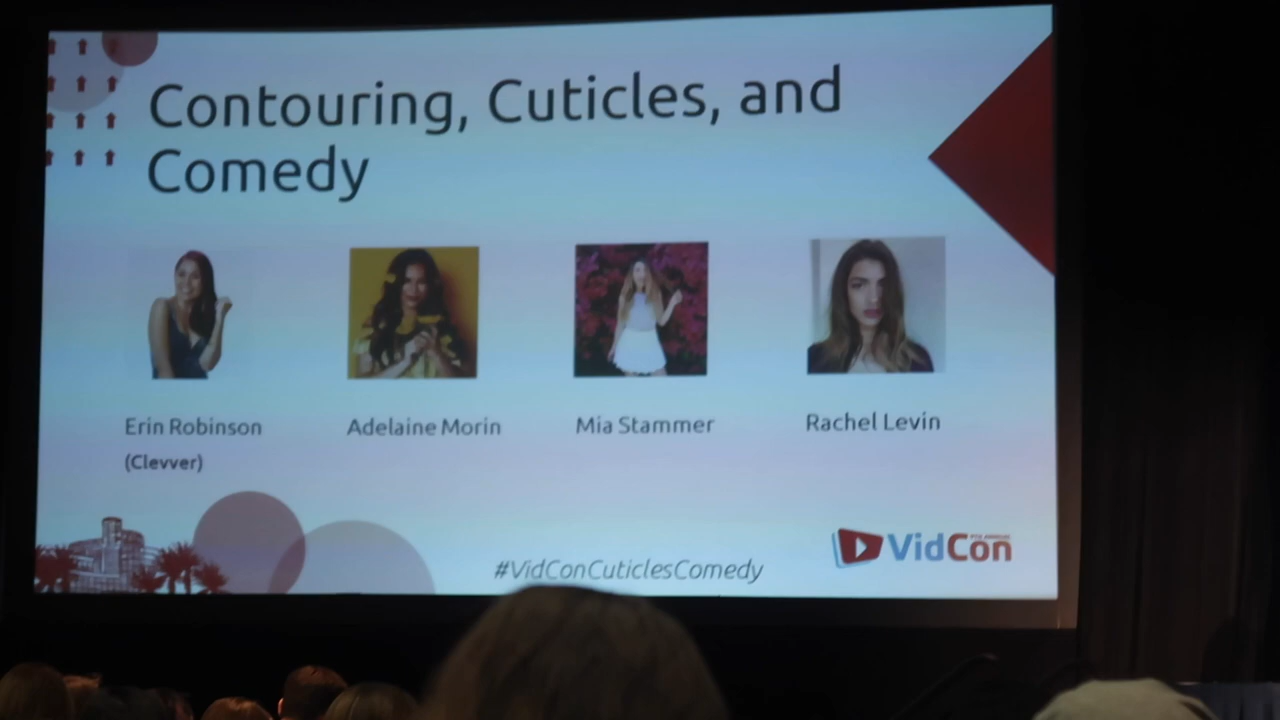 Contouring, Cuticles, and
Comedy
Erin Robinson
(Clevver)
Adelaine Morin
Mia Stammer
Rachel Levin
#VidConCuticlesComedy
VidCon